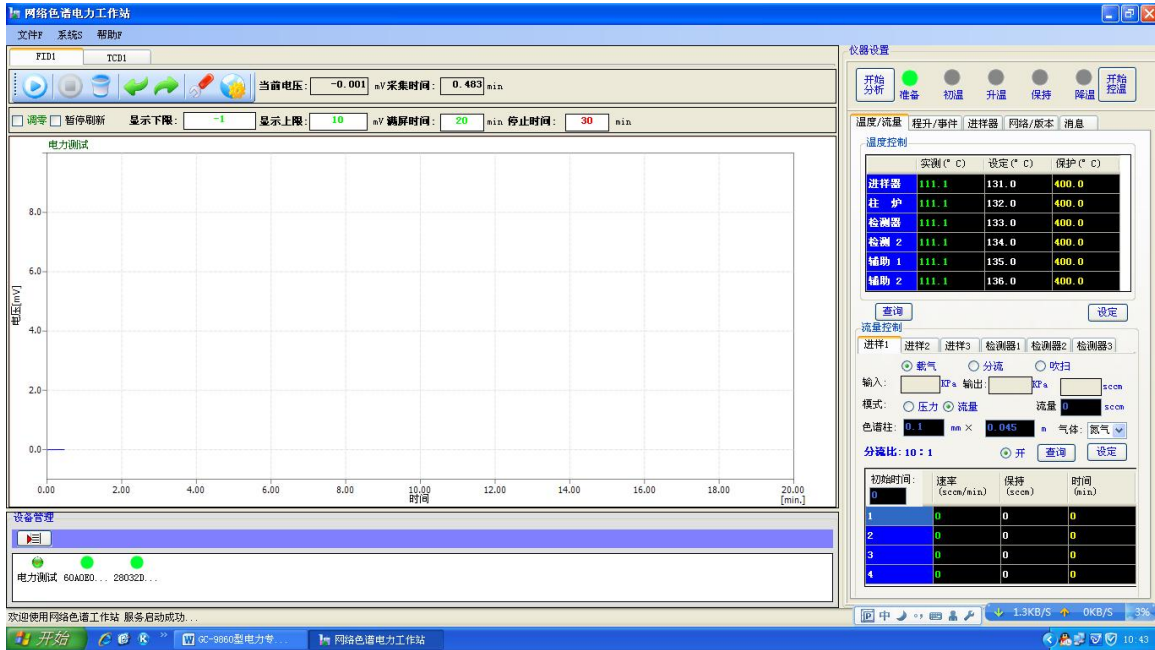 网络色谱电力工作站
文件F 系统S 帮助F
FID1 TCD1
当前电压: -0.001 mV 采集时间: 0.483 min
调零 暂停刷新 显示下限: -1 显示上限: 10 mV 满屏时间: 20 min 停止时间: 30 min
电力测试
8.0
6.0
4.0
2.0
0.0
电压[mV]
0.00 2.00 4.00 6.00 8.00 10.00 12.00 14.00 16.00 18.00 20.00
时间 [min.]
设备管理
电力测试 60A0E0... 28032D...
欢迎使用网络色谱工作站 服务启动成功...
仪器设置
开始分析 准备 初温 升温 保持 降温 开始控温
温度/流量 程升/事件 进样器 网络/版本 消息
温度控制
实测(° C) 设定(° C) 保护(° C)
进样器 111.1 131.0 400.0
柱 炉 111.1 132.0 400.0
检测器 111.1 133.0 400.0
检测 2 111.1 134.0 400.0
辅助 1 111.1 135.0 400.0
辅助 2 111.1 136.0 400.0
查询 设定
流量控制
进样1 进样2 进样3 检测器1 检测器2 检测器3
载气 分流 吹扫
输入: KPa 输出: KPa sccm
模式: 压力 流量 流量 0 sccm
色谱柱: 0.1 mm × 0.045 m 气体: 氮气
分流比: 10 : 1 开 查询 设定
初始时间: 0 速率 (sccm/min) 保持 (sccm) 时间 (min)
1 0 0 0
2 0 0 0
3 0 0 0
4 0 0 0
中 1.3KB/S 0KB/S 3%
开始 GC-9860型电力专... 网络色谱电力工作站 10:43